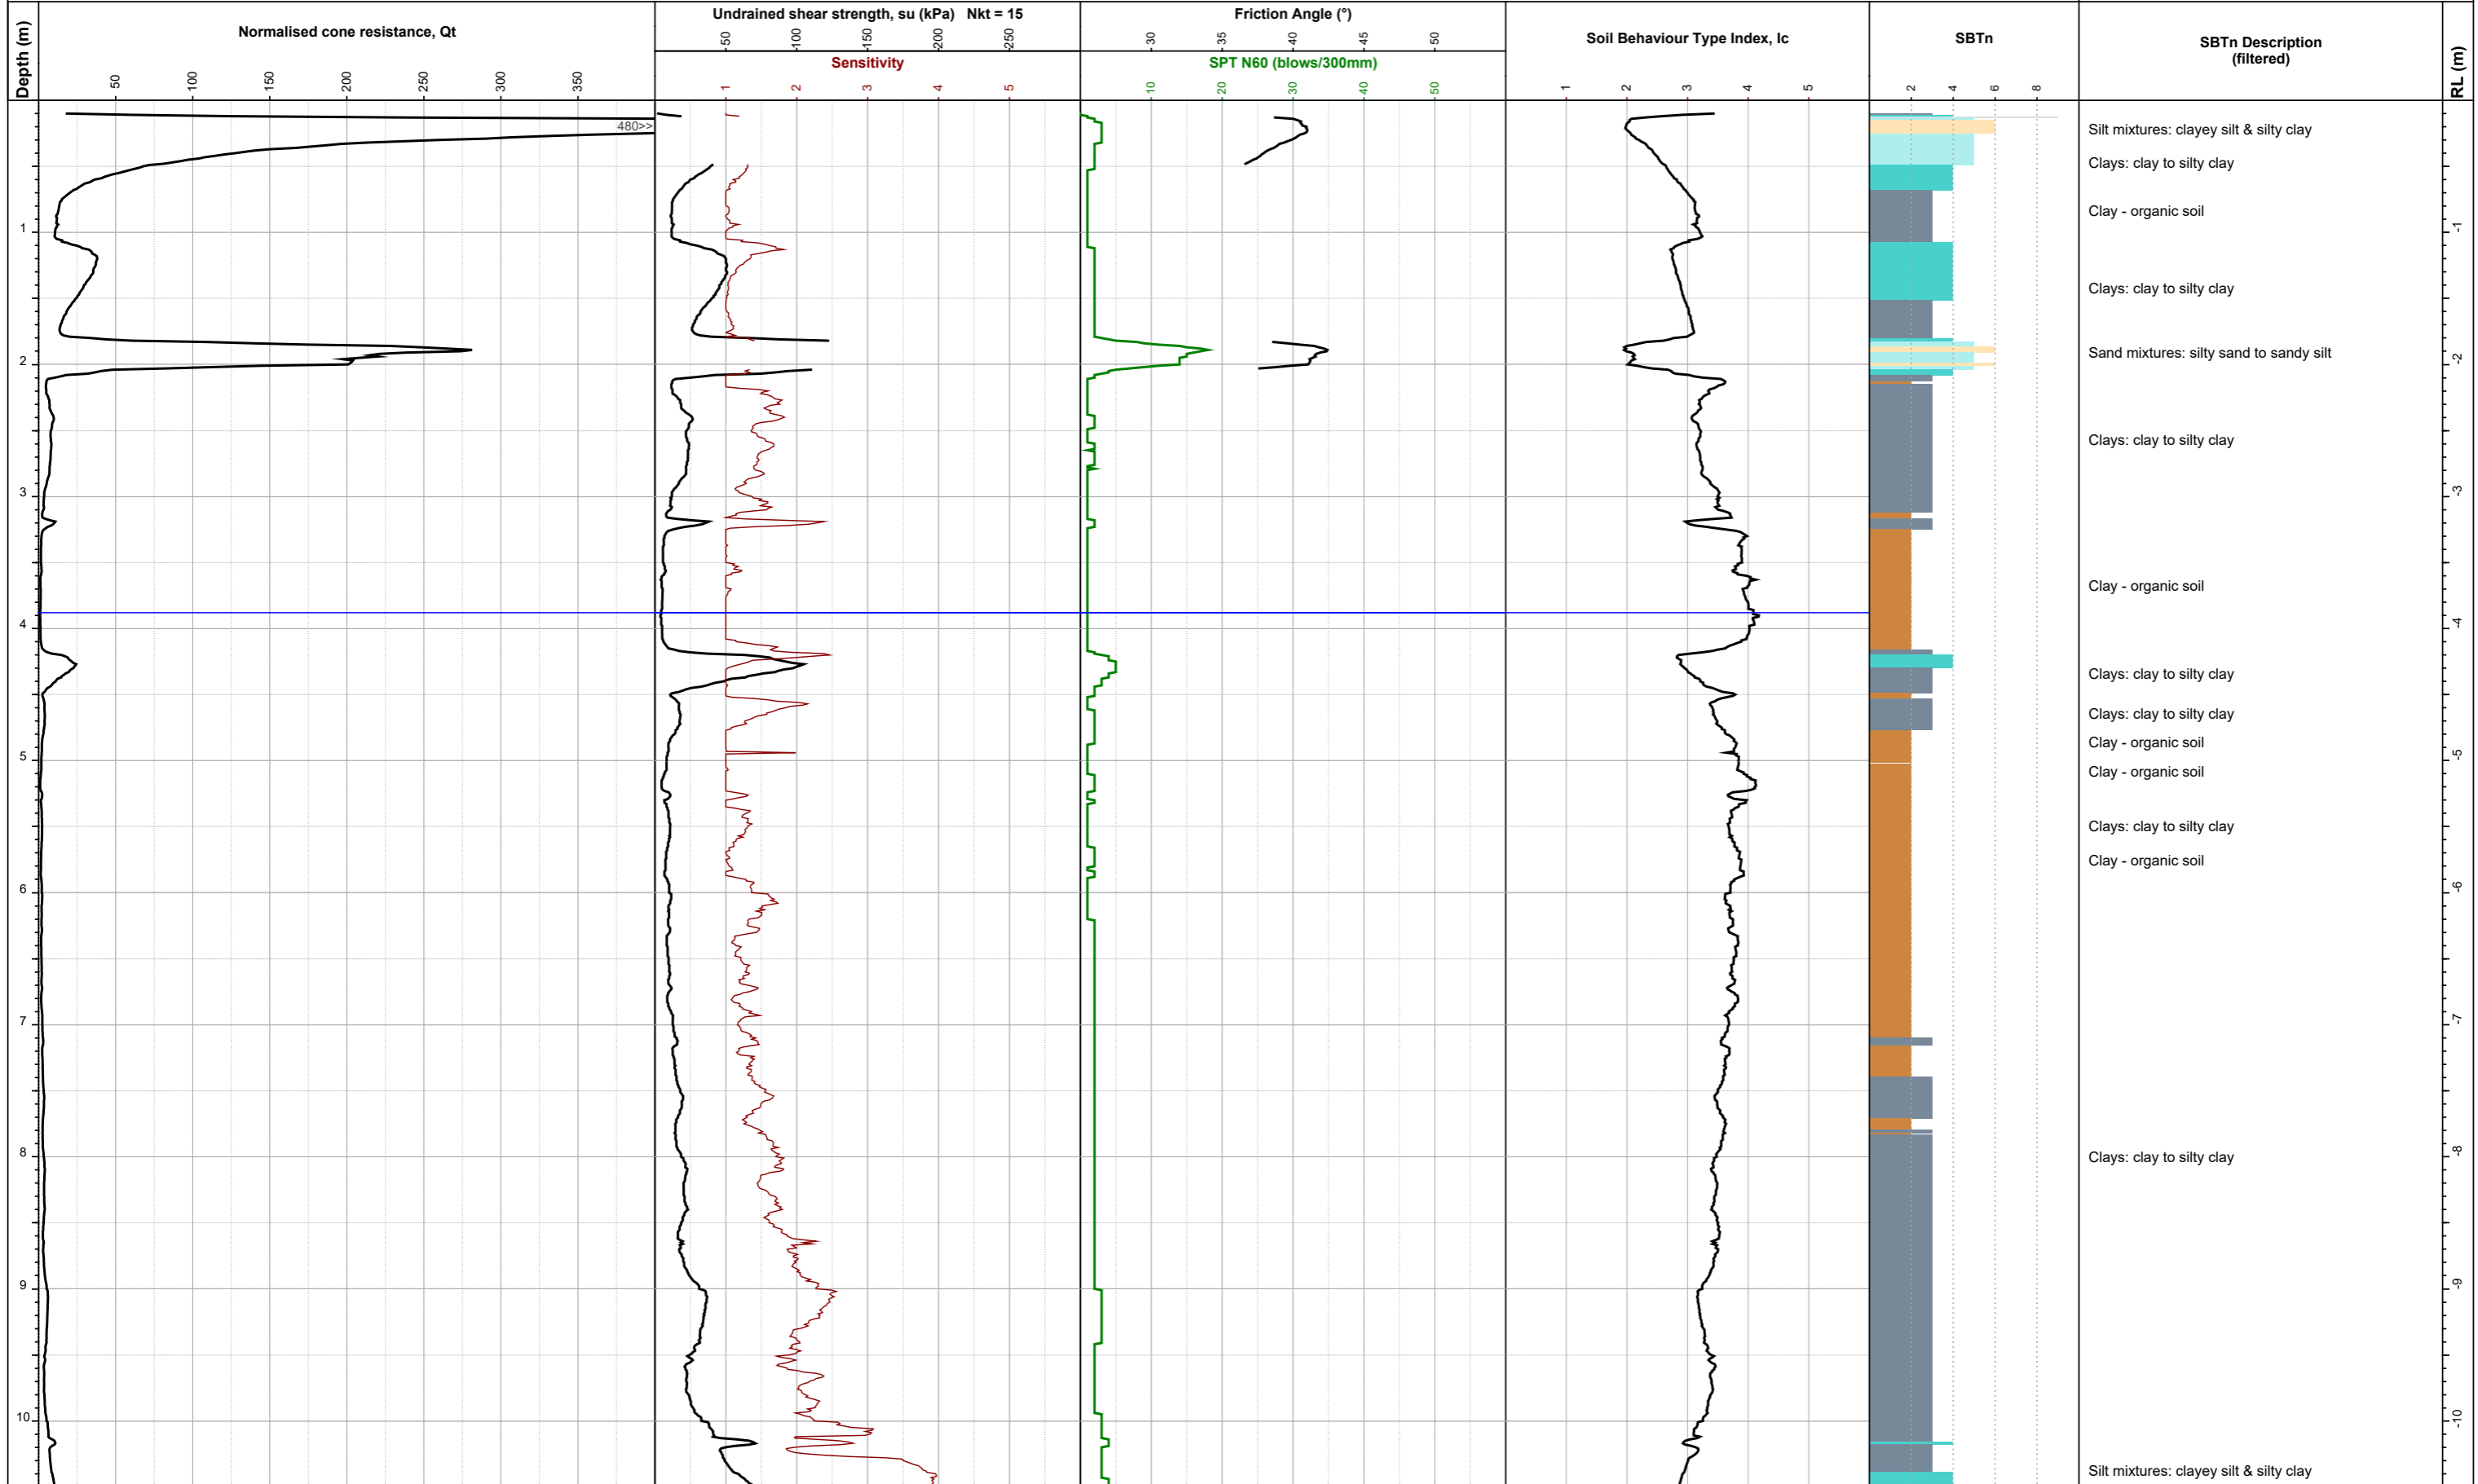 Depth (m)
Normalised cone resistance, Qt
50 100 150 200 250 300 350
Undrained shear strength, su (kPa) Nkt = 15
50 100 150 200 250
Sensitivity
1 2 3 4 5
Friction Angle (°)
30 35 40 45 50
SPT N60 (blows/300mm)
10 20 30 40 50
Soil Behaviour Type Index, Ic
1 2 3 4 5
SBTn
2 4 6 8
SBTn Description
(filtered)
RL (m)
480>>
Silt mixtures: clayey silt & silty clay
Clays: clay to silty clay
Clay - organic soil
1 -1
Clays: clay to silty clay
Sand mixtures: silty sand to sandy silt
2 -2
Clays: clay to silty clay
3 -3
Clay - organic soil
4 -4
Clays: clay to silty clay
Clays: clay to silty clay
Clay - organic soil
5 -5
Clay - organic soil
Clays: clay to silty clay
Clay - organic soil
6 -6
7 -7
8 -8
Clays: clay to silty clay
9 -9
10 -10
Silt mixtures: clayey silt & silty clay